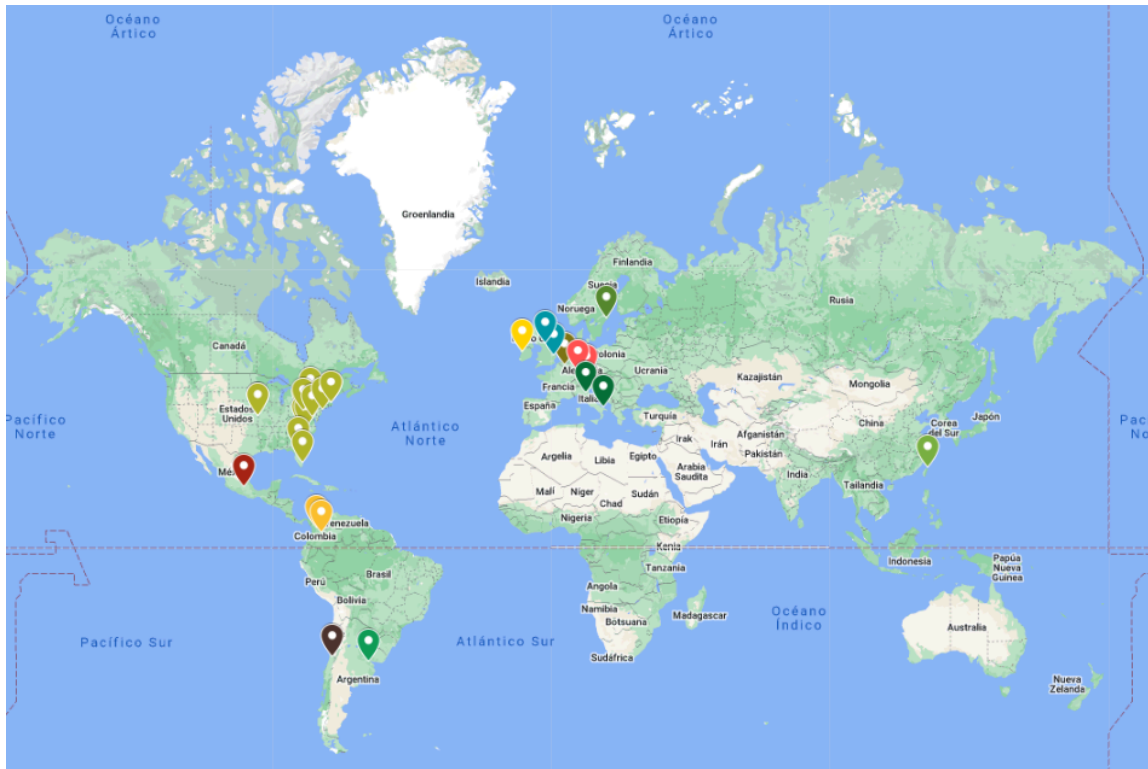 Océano
Ártico
Océano
Ártico
Groenlandia
Islandia
Finlandia
Suecia
Noruega
Rusia
Canadá
Polonia
Ucrania
Francia
España
Italia
Turquía
Kazajistán
Mongolia
China
Corea
del Sur
Japón
Estados
Unidos
Pacífico
Norte
Atlántico
Norte
Irak
Irán
Afganistán
Pakistán
Argelia
Libia
Egipto
Arabia
Saudita
India
Tailandia
Malí
Níger
Chad
Sudán
Nigeria
Etiopía
Venezuela
Colombia
Kenia
Tanzania
Indonesia
Papúa
Nueva
Guinea
Perú
Brasil
Bolivia
Angola
Namibia
Botsuana
Madagascar
Océano
Índico
Australia
Pacífico Sur
Atlántico Sur
Sudáfrica
Argentina
Nueva
Zelanda